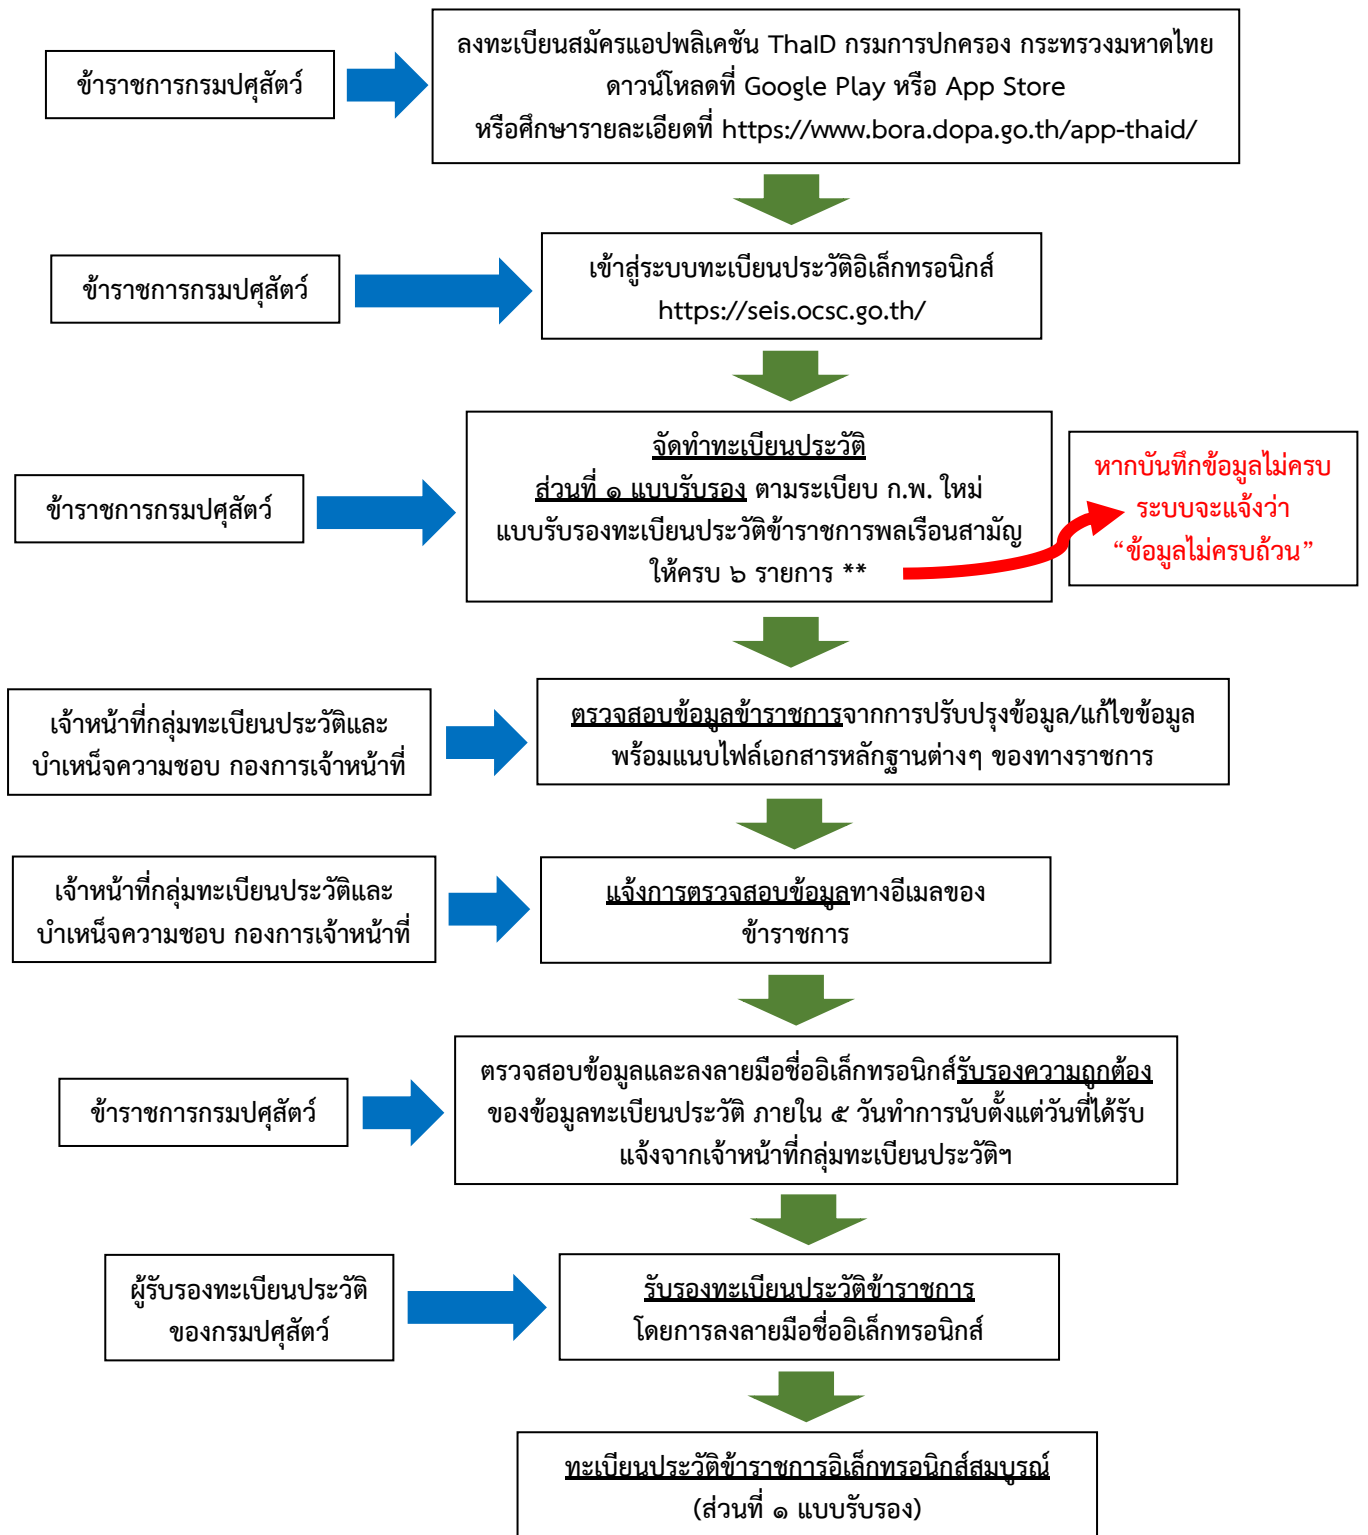 ข้าราชการกรมปศุสัตว์
ลงทะเบียนสมัครแอปพลิเคชัน ThaID กรมการปกครอง กระทรวงมหาดไทย
ดาวน์โหลดที่ Google Play หรือ App Store
หรือศึกษารายละเอียดที่ https://www.bora.dopa.go.th/app-thaid/
ข้าราชการกรมปศุสัตว์
เข้าสู่ระบบทะเบียนประวัติอิเล็กทรอนิกส์
https://seis.ocsc.go.th/
ข้าราชการกรมปศุสัตว์
จัดทำทะเบียนประวัติ
ส่วนที่ ๑ แบบรับรอง ตามระเบียบ ก.พ. ใหม่
แบบรับรองทะเบียนประวัติข้าราชการพลเรือนสามัญ
ให้ครบ ๖ รายการ **
หากบันทึกข้อมูลไม่ครบ
ระบบจะแจ้งว่า
“ข้อมูลไม่ครบถ้วน”
เจ้าหน้าที่กลุ่มทะเบียนประวัติและ
บำเหน็จความชอบ กองการเจ้าหน้าที่
ตรวจสอบข้อมูลข้าราชการจากการปรับปรุงข้อมูล/แก้ไขข้อมูล
พร้อมแนบไฟล์เอกสารหลักฐานต่างๆ ของทางราชการ
เจ้าหน้าที่กลุ่มทะเบียนประวัติและ
บำเหน็จความชอบ กองการเจ้าหน้าที่
แจ้งการตรวจสอบข้อมูลทางอีเมลของ
ข้าราชการ
ข้าราชการกรมปศุสัตว์
ตรวจสอบข้อมูลและลงลายมือชื่ออิเล็กทรอนิกส์รับรองความถูกต้อง
ของข้อมูลทะเบียนประวัติ ภายใน ๕ วันทำการนับตั้งแต่วันที่ได้รับ
แจ้งจากเจ้าหน้าที่กลุ่มทะเบียนประวัติฯ
ผู้รับรองทะเบียนประวัติ
ของกรมปศุสัตว์
รับรองทะเบียนประวัติข้าราชการ
โดยการลงลายมือชื่ออิเล็กทรอนิกส์
ทะเบียนประวัติข้าราชการอิเล็กทรอนิกส์สมบูรณ์
(ส่วนที่ ๑ แบบรับรอง)